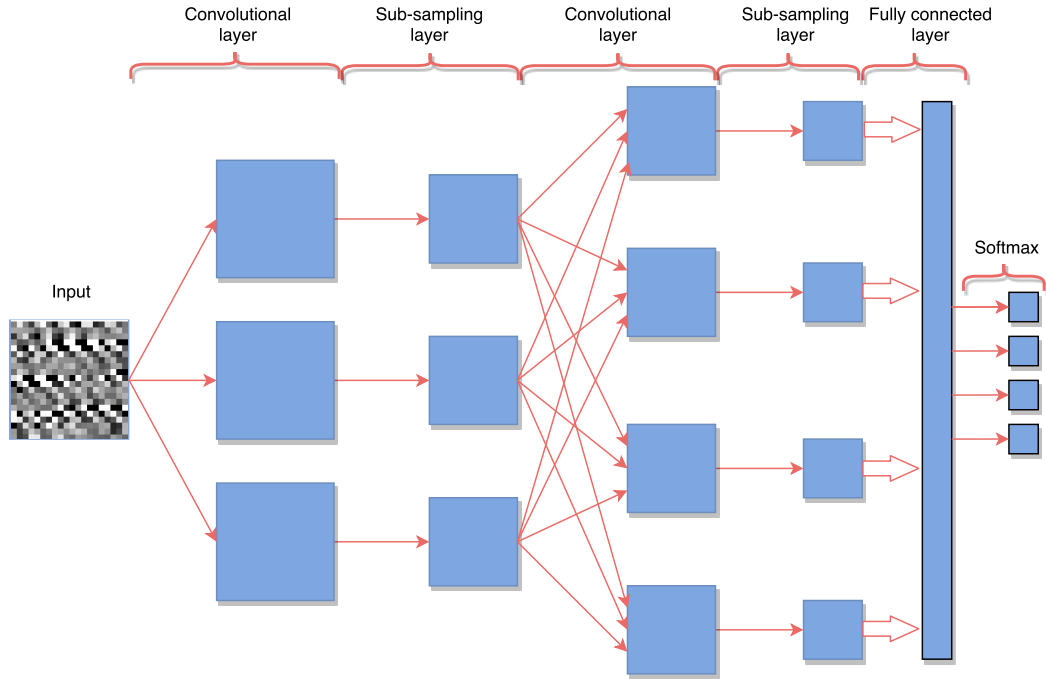 Convolutional
layer
Sub-sampling
layer
Convolutional
layer
Sub-sampling
layer
Fully connected
layer
Softmax
Input